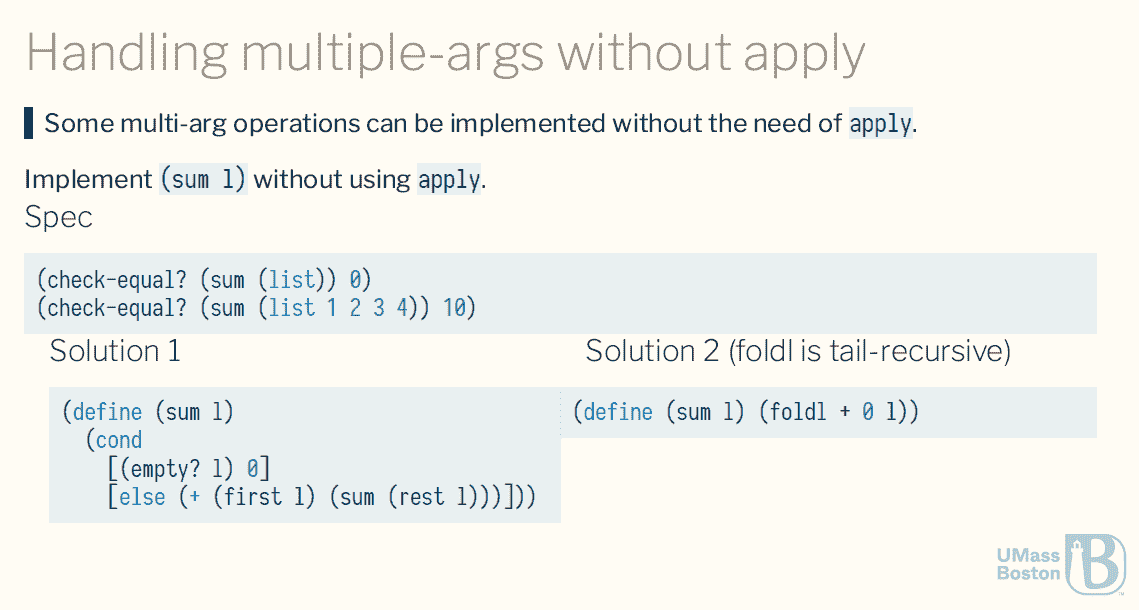 Handling multiple-args without apply
Some multi-arg operations can be implemented without the need of apply.
Implement (sum l) without using apply.
Spec
(check-equal? (sum (list)) 0)
(check-equal? (sum (list 1 2 3 4)) 10)
Solution 1
(define (sum l)
  (cond
    [(empty? l) 0]
    [else (+ (first l) (sum (rest l)))]))
Solution 2 (foldl is tail-recursive)
(define (sum l) (foldl + 0 l))
UMass
Boston
B
TM